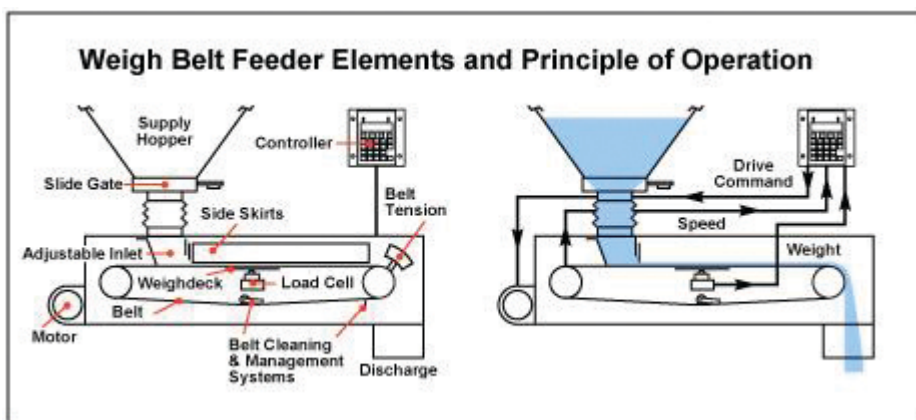 Weigh Belt Feeder Elements and Principle of Operation
Supply
Hopper
Controller
Slide Gate
Side Skirts
Belt
Tension
Adjustable Inlet
Weighdeck
Load Cell
Belt
Motor
Belt Cleaning
& Management
Systems
Discharge
Drive
Command
Speed
Weight